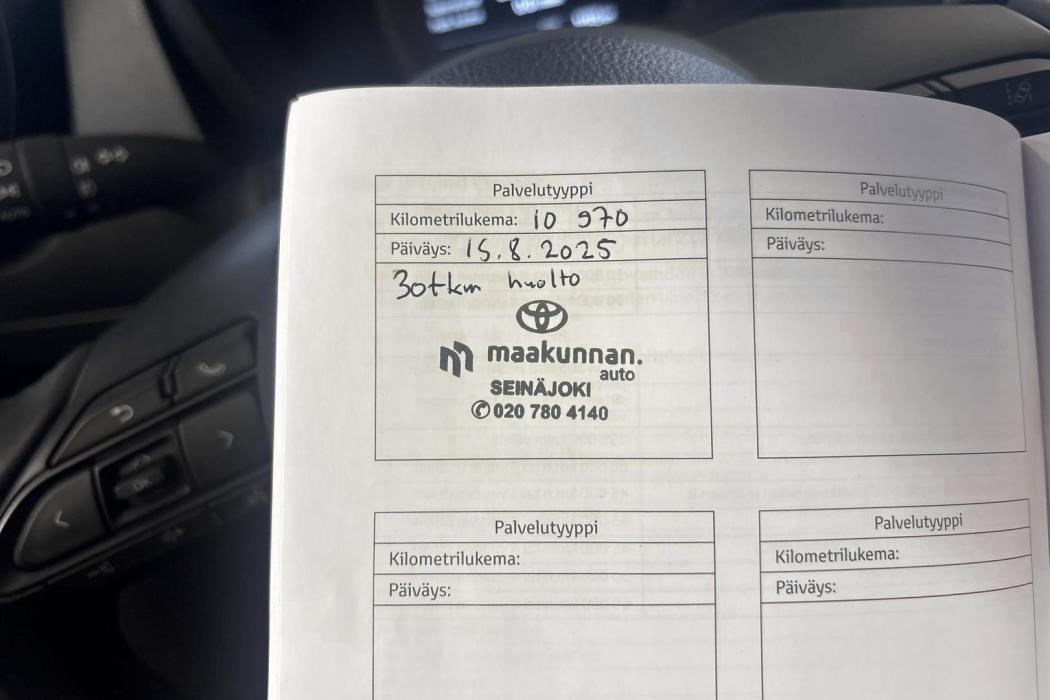 Palvelutyyppi
Kilometrilukema: 10 970
Päiväys: 15.8.2025
30tkm huolto
maakunnan.
auto
SEINÄJOKI
✆020 780 4140
Palvelutyyppi
Kilometrilukema:
Päiväys:
Palvelutyyppi
Kilometrilukema:
Päiväys:
Palvelutyyppi
Kilometrilukema:
Päiväys:
OK